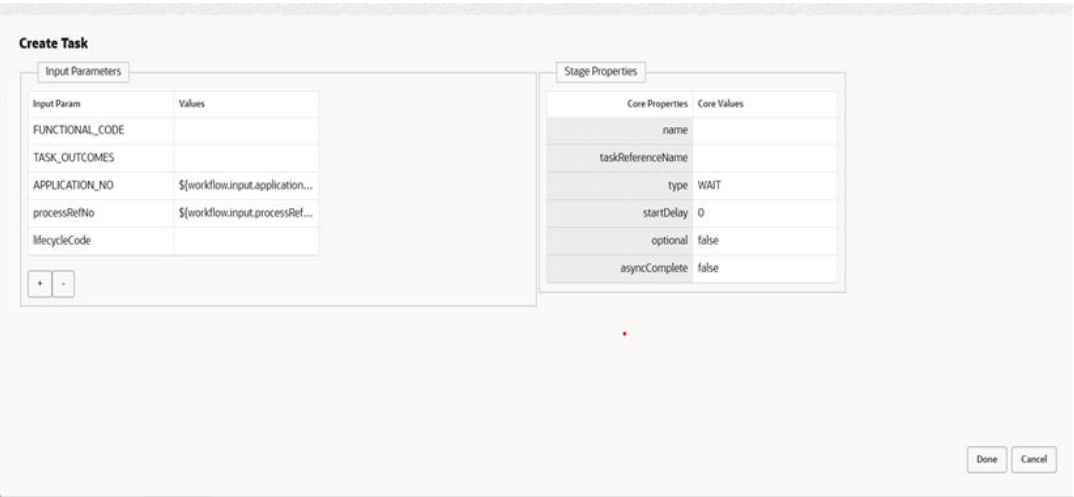 Create Task
Input Parameters
Input Param Values
FUNCTIONAL_CODE
TASK_OUTCOMES
APPLICATION_NO ${workflow.input.application...
processRefNo ${workflow.input.processRef...
lifecycleCode
+ -
Stage Properties
Core Properties Core Values
name
taskReferenceName
type WAIT
startDelay 0
optional false
asyncComplete false
Done Cancel